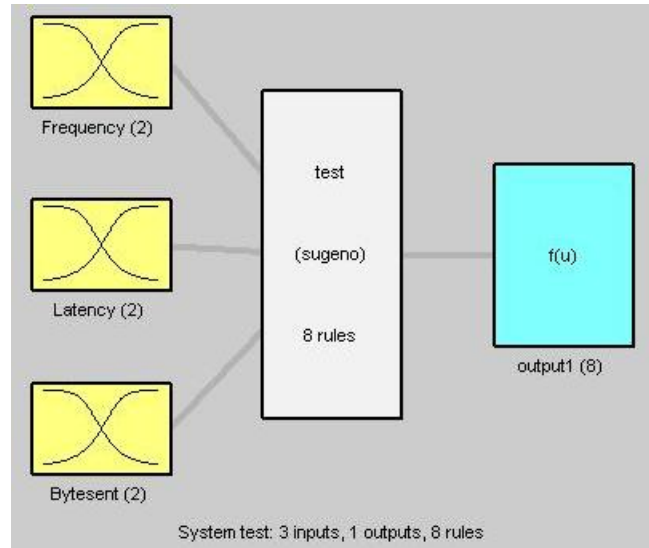 Frequency (2)
Latency (2)
Bytesent (2)
test
(sugeno)
8 rules
f(u)
output1 (8)
System test: 3 inputs, 1 outputs, 8 rules